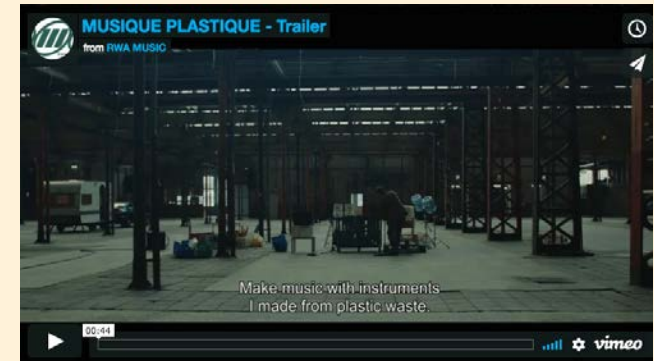 MUSIQUE PLASTIQUE - Trailer
from RWA MUSIC
Make music with instruments
I made from plastic waste.
00:44
vimeo